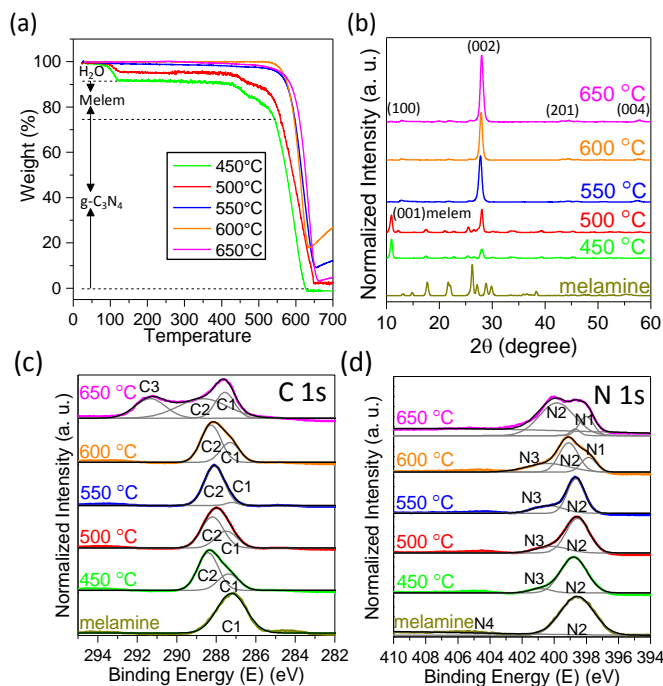 (a)
Weight (%)
100
80
60
40
20
0
H₂O
Melem
g-C₃N₄
450°C
500°C
550°C
600°C
650°C
0 100 200 300 400 500 600 700
Temperature
(b)
Normalized Intensity (a. u.)
(002)
650 °C
(100)
(201)
(004)
600 °C
550 °C
(001)melem
500 °C
450 °C
melamine
10 20 30 40 50 60
2θ (degree)
(c)
C 1s
Normalized Intensity (a. u.)
650 °C
C3
C2
C1
600 °C
C2
C1
550 °C
C2
C1
500 °C
C2
C1
450 °C
C2
C1
melamine
C1
294 292 290 288 286 284 282
Binding Energy (E) (eV)
(d)
N 1s
Normalized Intensity (a. u.)
650 °C
N2
N1
600 °C
N3
N2
N1
550 °C
N3
N2
500 °C
N3
N2
450 °C
N3
N2
melamine
N4
N2
410 408 406 404 402 400 398 396 394
Binding Energy (E) (eV)